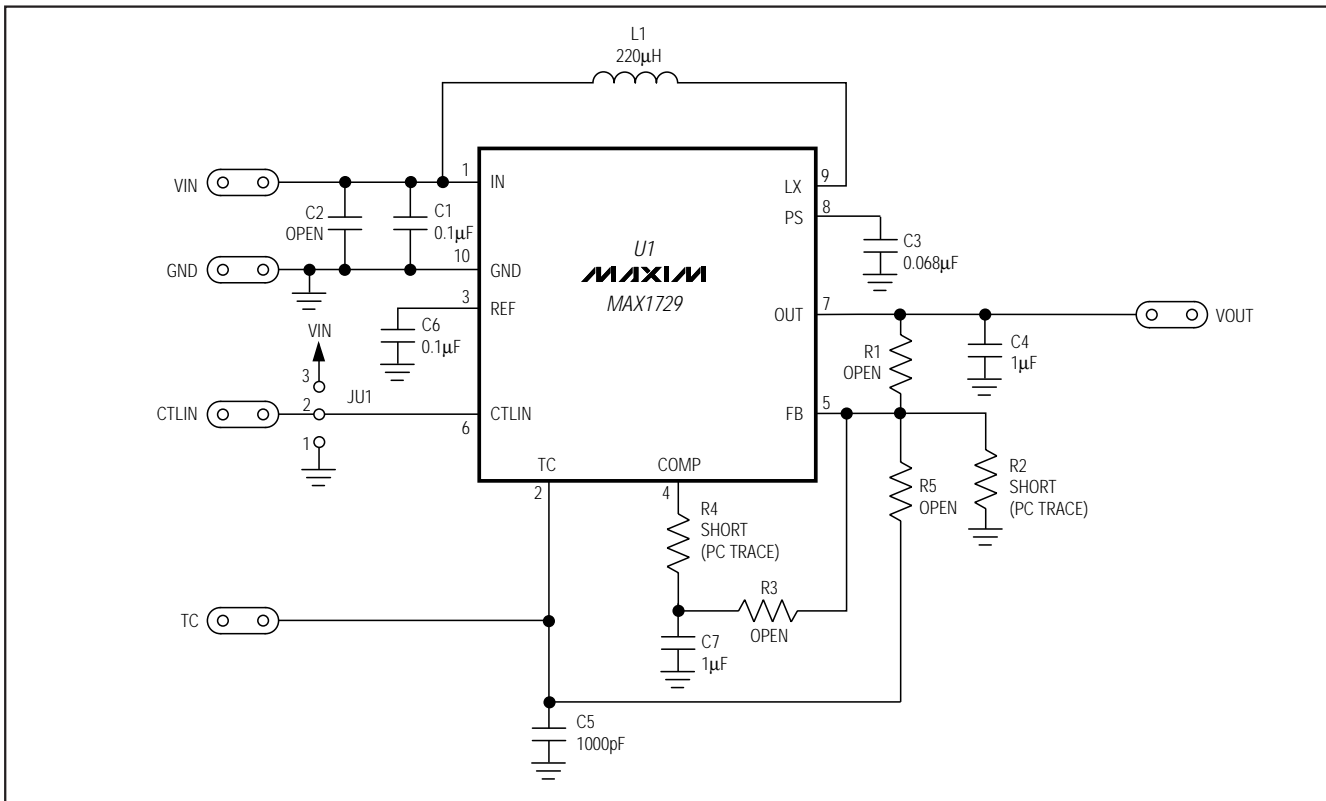 L1
220µH
VIN
1
IN
LX
9
PS
8
C2
OPEN
C1
0.1µF
C3
0.068µF
U1
MAXIM
MAX1729
GND
10
GND
3
REF
OUT
7
VOUT
VIN
C6
0.1µF
R1
OPEN
C4
1µF
3
JU1
CTLIN
2
CTLIN
6
FB
5
1
TC
2
COMP
4
R2
SHORT
(PC TRACE)
R5
OPEN
R4
SHORT
(PC TRACE)
R3
OPEN
TC
C7
1µF
C5
1000pF